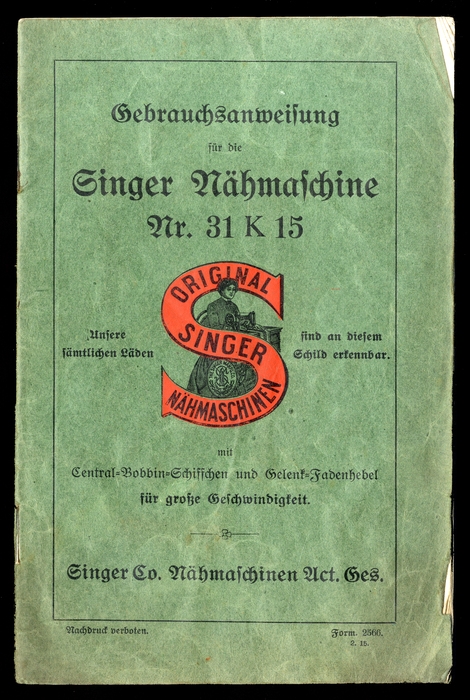 Gebrauchsanweisung
für die
Singer Nähmaschine
Nr. 31 K 15
ORIGINAL
SINGER
NÄHMASCHINEN
Unsere
sämtlichen Läden
sind an diesem
Schild erkennbar.
mit
Central-Bobbin-Schiffchen und Gelenk-Fadenhebel
für große Geschwindigkeit.
Singer Co. Nähmaschinen Act. Ges.
Nachdruck verboten.
Form. 2566.
2. 15.